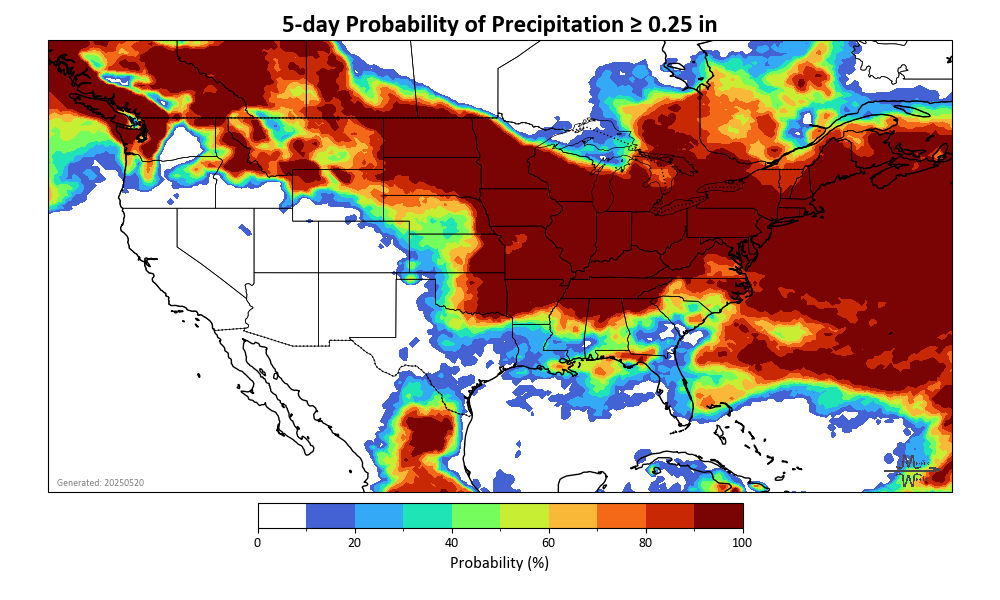 5-day Probability of Precipitation ≥ 0.25 in
Generated: 20250520
0 20 40 60 80 100
Probability (%)